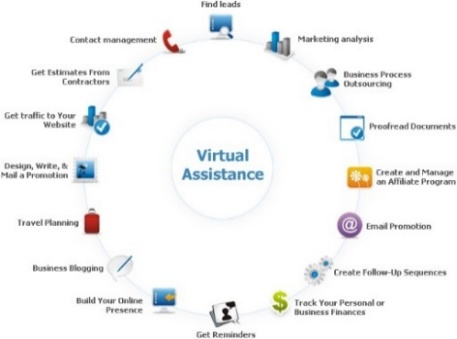 Find leads
Contact management
Marketing analysis
Get Estimates From
Contractors
Business Process
Outsourcing
Get traffic to Your
Website
Proofread Documents
Virtual
Assistance
Design, Write, &
Mail a Promotion
Create and Manage
an Affiliate Program
Travel Planning
Email Promotion
Business Blogging
Create Follow-Up Sequences
Build Your Online
Presence
Track Your Personal or
Business Finances
Get Reminders